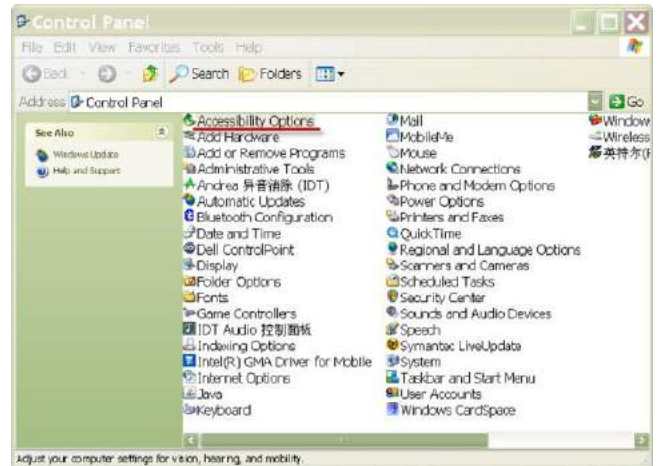 Control Panel
File Edit View Favorites Tools Help
Back Search Folders
Address Control Panel Go
See Also
Windows Update
Help and Support
Accessibility Options
Add Hardware
Add or Remove Programs
Administrative Tools
Andrea 异音消除 (IDT)
Automatic Updates
Bluetooth Configuration
Date and Time
Dell ControlPoint
Display
Folder Options
Fonts
Game Controllers
IDT Audio 控制面板
Indexing Options
Intel(R) GMA Driver for Mobile
Internet Options
Java
Keyboard
Mail
MobileMe
Mouse
Network Connections
Phone and Modem Options
Power Options
Printers and Faxes
QuickTime
Regional and Language Options
Scanners and Cameras
Scheduled Tasks
Security Center
Sounds and Audio Devices
Speech
Symantec LiveUpdate
System
Taskbar and Start Menu
User Accounts
Windows CardSpace
Window
Wireless
英特尔(R
Adjust your computer settings for vision, hearing, and mobility.